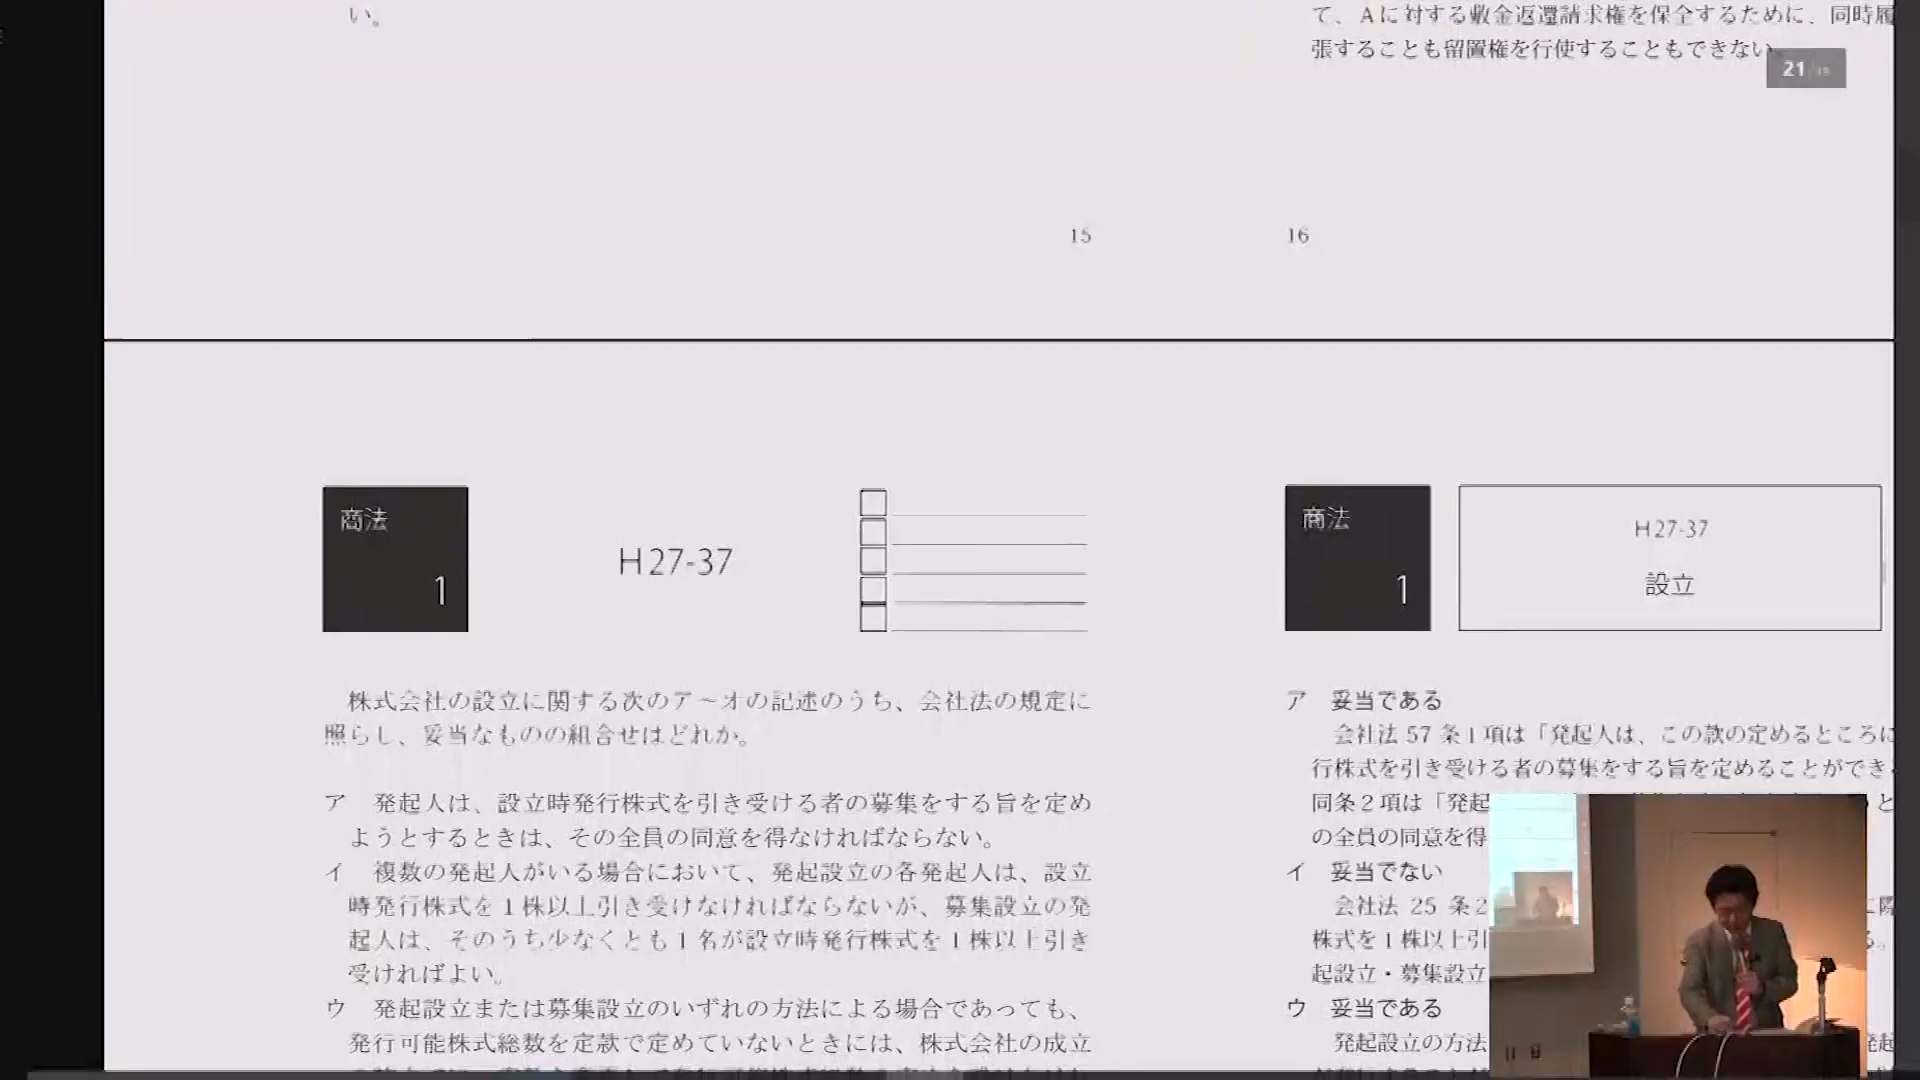 い。
て、Aに対する敷金返還請求権を保全するために、同時履
張することも留置権を行使することもできない
21
15
16
商法
1
H27-37
商法
1
H27-37
設立
株式会社の設立に関する次のア～オの記述のうち、会社法の規定に
照らし、妥当なものの組合せはどれか。
ア 発起人は、設立時発行株式を引き受ける者の募集をする旨を定め
ようとするときは、その全員の同意を得なければならない。
イ 複数の発起人がいる場合において、発起設立の各発起人は、設立
時発行株式を1株以上引き受けなければならないが、募集設立の発
起人は、そのうち少なくとも1名が設立時発行株式を1株以上引き
受ければよい。
ウ 発起設立または募集設立のいずれの方法による場合であっても、
発行可能株式総数を定款で定めていないときには、株式会社の成立
ア 妥当である
会社法 57 条1項は「発起人は、この款の定めるところに
行株式を引き受ける者の募集をする旨を定めることができ
同条2項は「発起
の全員の同意を得
イ 妥当でない
会社法 25 条2
株式を1株以上引
起設立・募集設立
ウ 妥当である
発起設立の方法